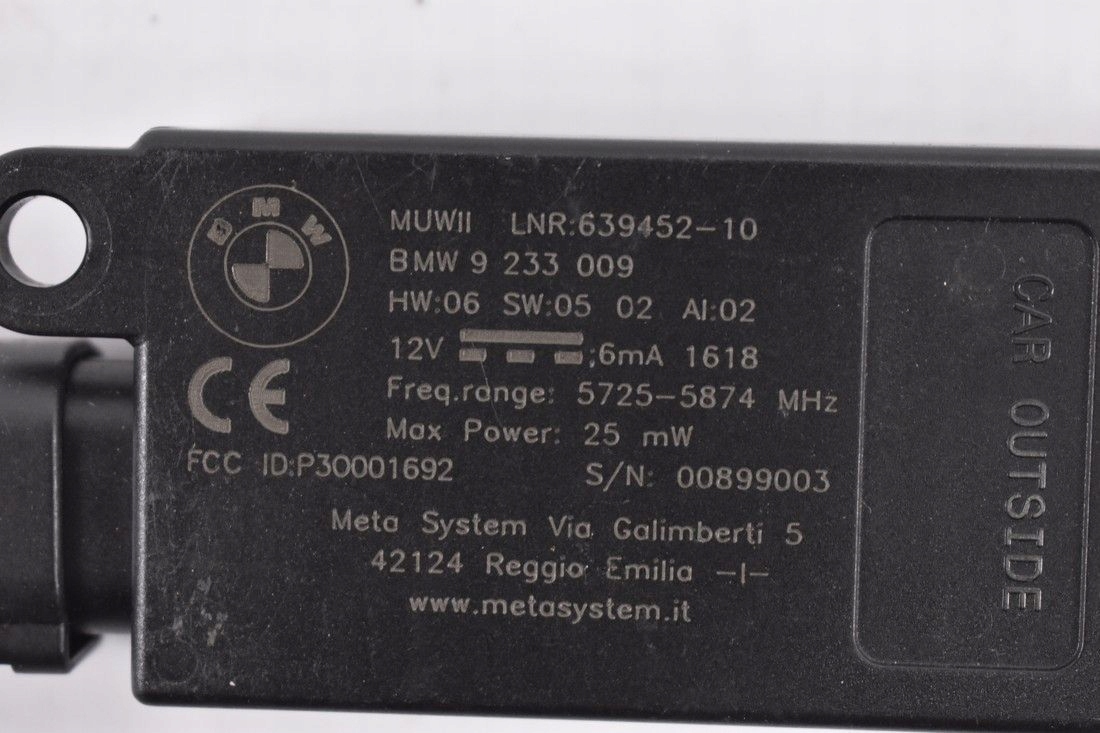 BMW
MUWII LNR:639452-10
BMW 9 233 009
HW:06 SW:05 02 AI:02
12V ;6mA 1618
Freq.range: 5725-5874 MHz
Max Power: 25 mW
CE
FCC ID:P30001692 S/N: 00899003
Meta System Via Galimberti 5
42124 Reggio Emilia -I-
www.metasystem.it
CAR OUTSIDE